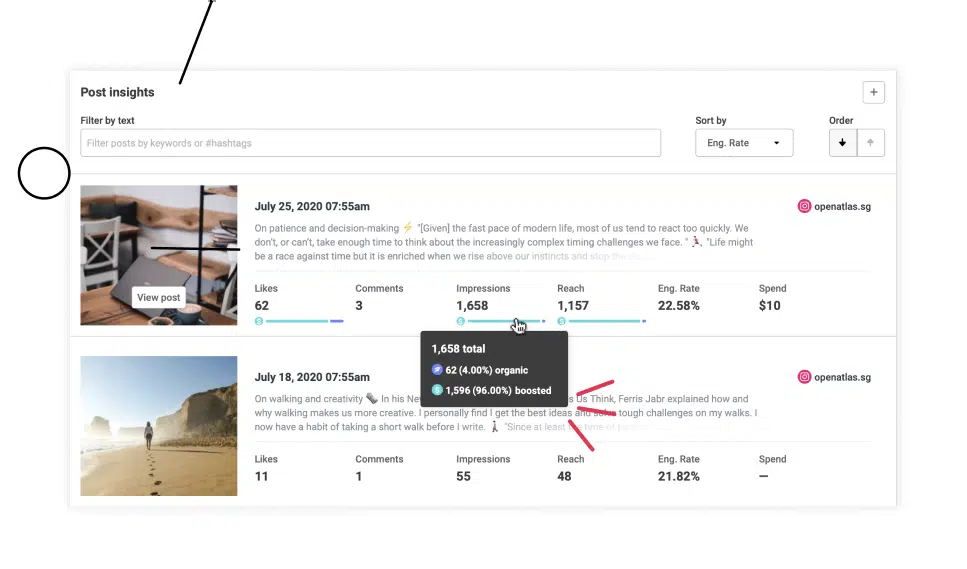 Post insights
+
Filter by text
Sort by
Order
Filter posts by keywords or #hashtags
Eng. Rate
July 25, 2020 07:55am
openatlas.sg
On patience and decision-making ⚡ "[Given] the fast pace of modern life, most of us tend to react too quickly. We
don't, or can't, take enough time to think about the increasingly complex timing challenges we face. " "Life might
be a race against time but it is enriched when we rise above our instincts and stop the
View post
Likes
Comments
Impressions
Reach
Eng. Rate
Spend
62
3
1,658
1,157
22.58%
$10
1,658 total
62 (4.00%) organic
1,596 (96.00%) boosted
July 18, 2020 07:55am
openatlas.sg
On walking and creativity In his New s Us Think, Ferris Jabr explained how and
why walking makes us more creative. I personally find I get the best ideas and solve tough challenges on my walks. I
now have a habit of taking a short walk before I write. "Since at least the time of
Likes
Comments
Impressions
Reach
Eng. Rate
Spend
11
1
55
48
21.82%
—